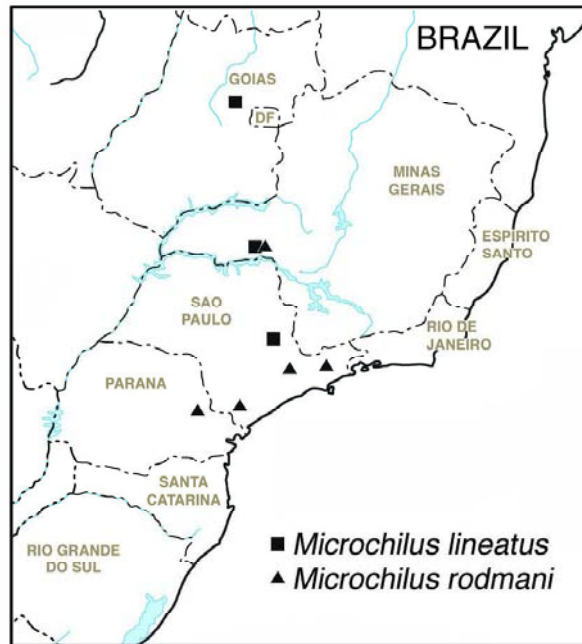 BRAZIL
GOIAS
DF
MINAS
GERAIS
ESPIRITO
SANTO
SAO
PAULO
RIO DE
JANEIRO
PARANA
SANTA
CATARINA
RIO GRANDE
DO SUL
Microchilus lineatus
Microchilus rodmani